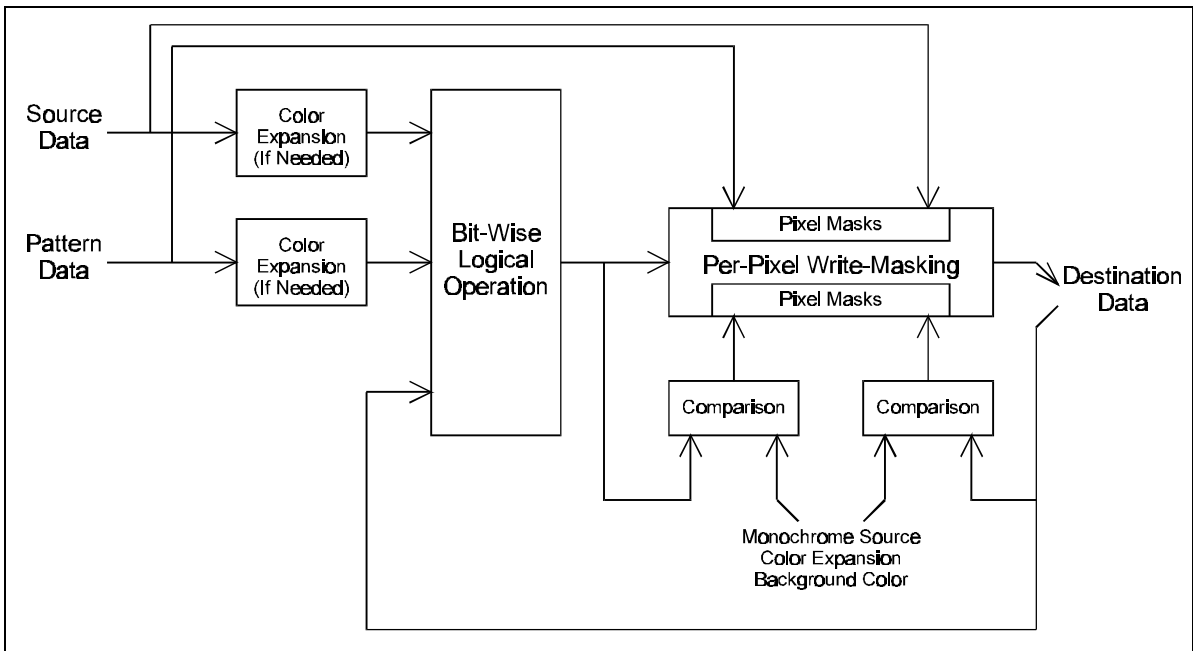 Source
Data
Color
Expansion
(If Needed)
Pattern
Data
Color
Expansion
(If Needed)
Bit-Wise
Logical
Operation
Pixel Masks
Per-Pixel Write-Masking
Pixel Masks
Destination
Data
Comparison
Comparison
Monochrome Source
Color Expansion
Background Color